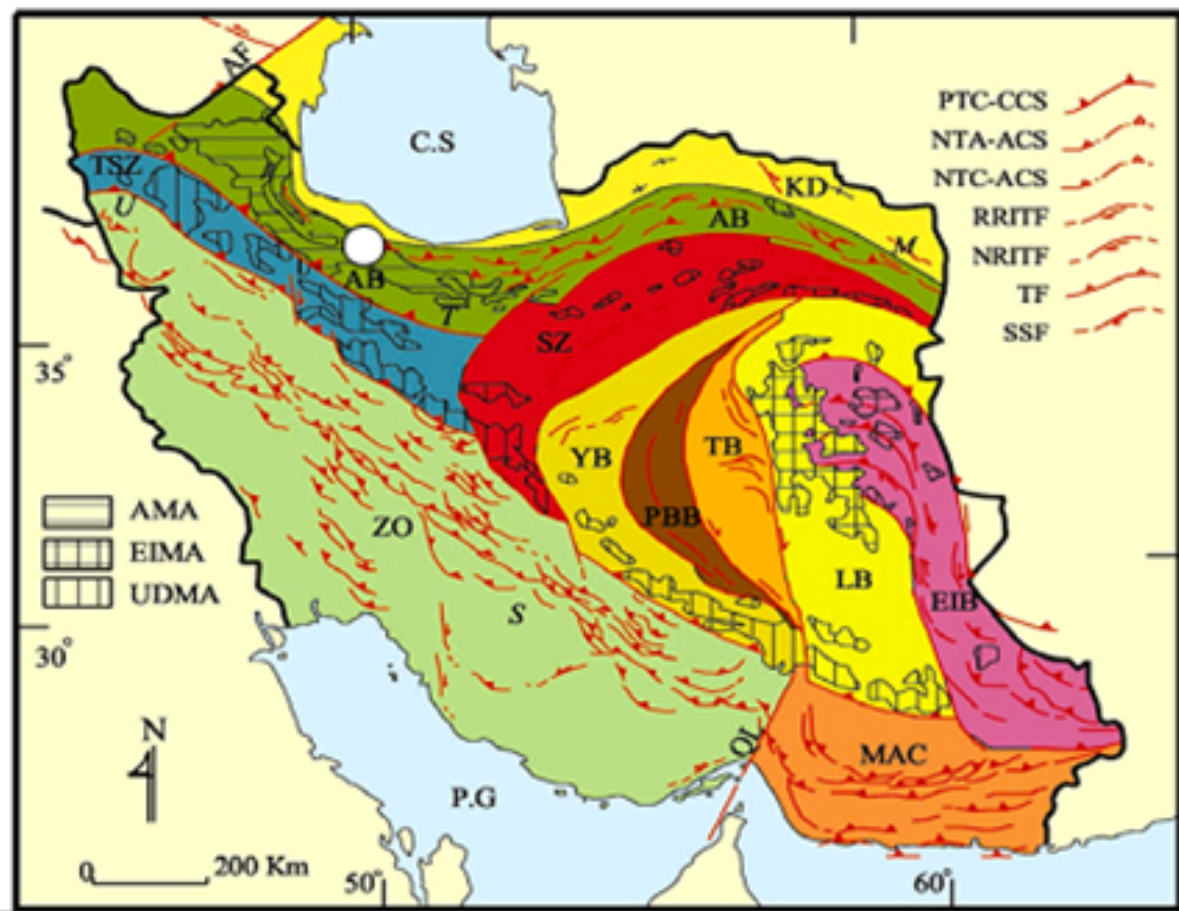 AF
C.S
PTC-CCS
NTA-ACS
NTC-ACS
RRITF
NRITF
TF
SSF
KD
AB
M
TSZ
U
AB
T
SZ
35°
YB
TB
PBB
AMA
EIMA
UDMA
ZO
S
LB
EIB
30°
N
QL
MAC
P.G
0
200 Km
50°
60°